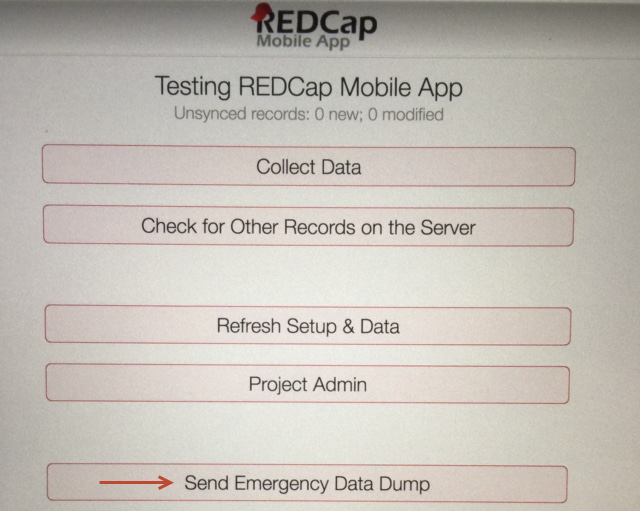 REDCap
Mobile App
Testing REDCap Mobile App
Unsynced records: 0 new; 0 modified
Collect Data
Check for Other Records on the Server
Refresh Setup & Data
Project Admin
Send Emergency Data Dump